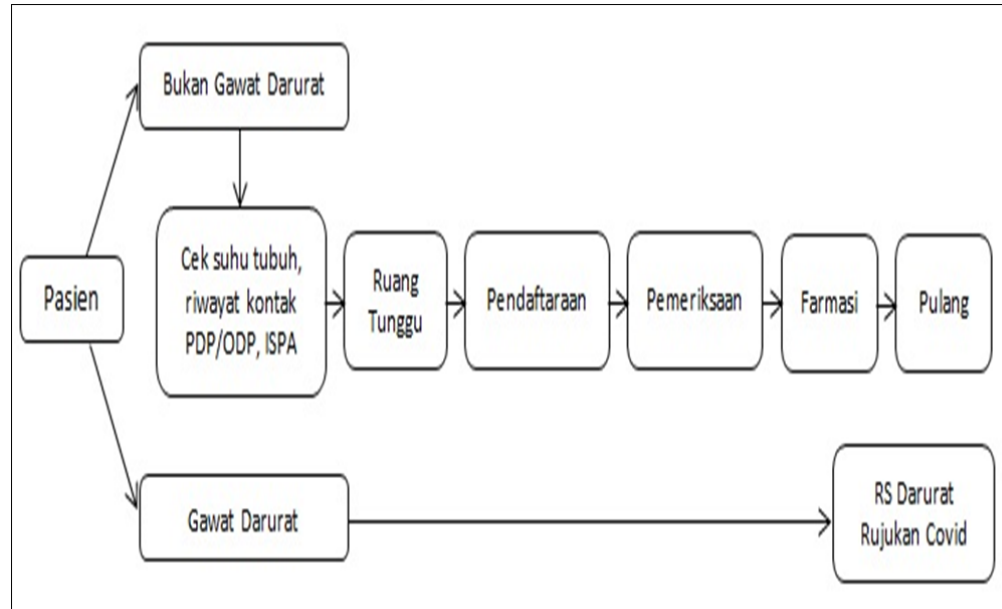 Bukan Gawat Darurat
Pasien
Cek suhu tubuh,
riwayat kontak
PDP/ODP, ISPA
Ruang
Tunggu
Pendaftaraan
Pemeriksaan
Farmasi
Pulang
Gawat Darurat
RS Darurat
Rujukan Covid